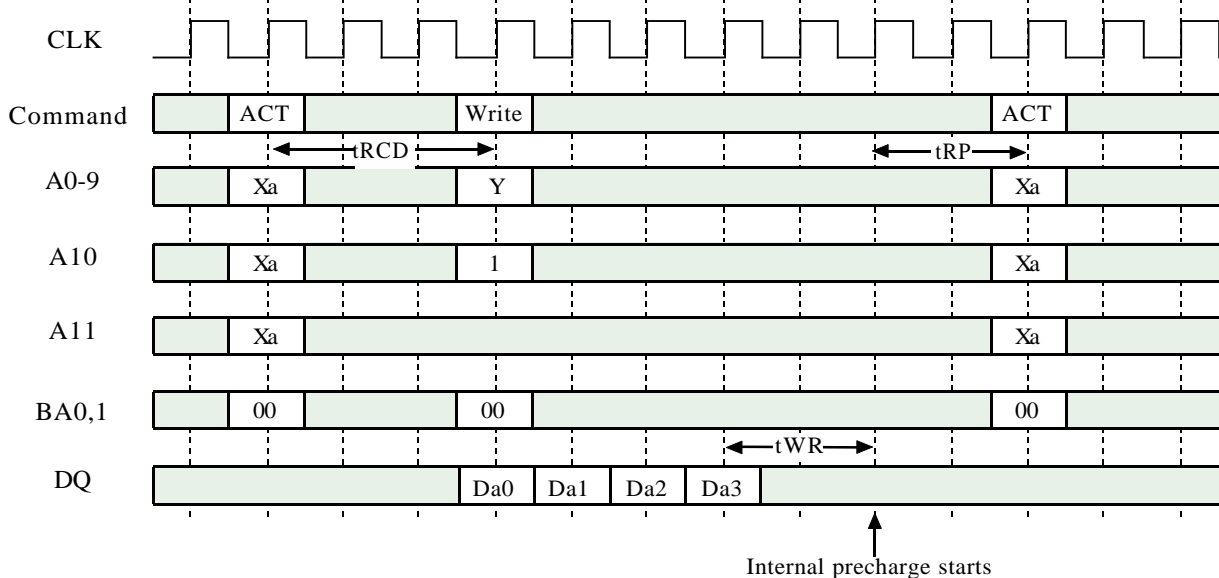 CLK
Command ACT Write ACT
tRCD tRP
A0-9 Xa Y Xa
A10 Xa 1 Xa
A11 Xa Xa
BA0,1 00 00 00
tWR
DQ Da0 Da1 Da2 Da3
Internal precharge starts